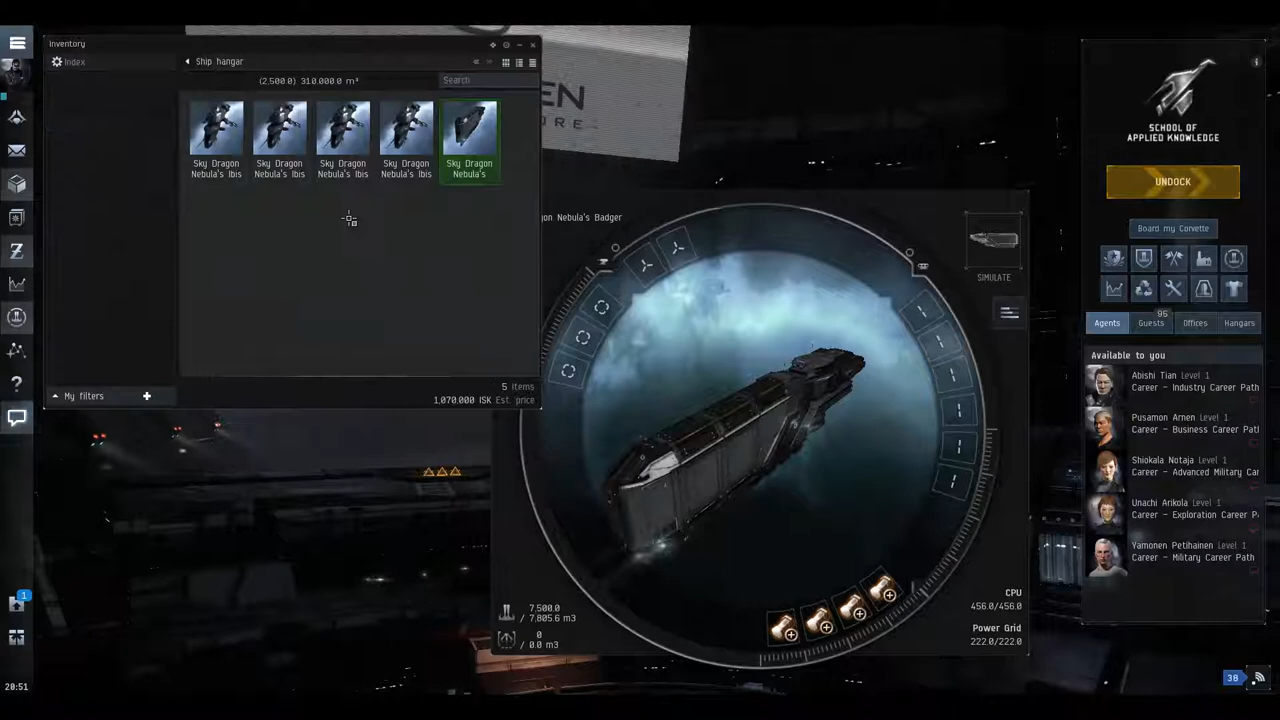 Inventory
Index
Ship hangar
(2,500.0) 310,000.0 m³
Search
Sky Dragon
Nebula's Ibis
Sky Dragon
Nebula's Ibis
Sky Dragon
Nebula's Ibis
Sky Dragon
Nebula's Ibis
Sky Dragon
Nebula's
My filters
5 Items
1,070,000 ISK Est. price
Nebula's Badger
SIMULATE
7,500.0
/ 7,805.6 m3
0
/ 0.0 m3
CPU
456.0/456.0
Power Grid
222.0/222.0
SCHOOL OF
APPLIED KNOWLEDGE
UNDOCK
Board my Corvette
95
Agents
Guests
Offices
Hangars
Available to you
Abishi Tian Level 1
Career - Industry Career Path
Pusamon Arnen Level 1
Career - Business Career Path
Shiokala Notaja Level 1
Career - Advanced Military Car
Unachi Arikola Level 1
Career - Exploration Career P
Yamonen Petihainen Level 1
Career - Military Career Path
1
20:51
38